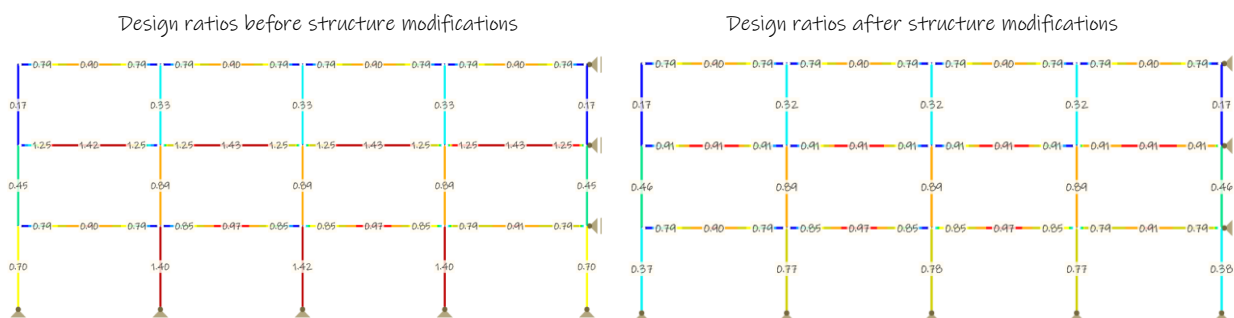 Design ratios before structure modifications
0.79 0.90 0.79 0.79 0.90 0.79 0.79 0.90 0.79 0.79 0.90 0.79
0.17 0.33 0.33 0.33 0.17
1.25 1.42 1.25 1.25 1.43 1.25 1.25 1.43 1.25 1.25 1.43 1.25
0.45 0.89 0.89 0.89 0.45
0.79 0.90 0.79 0.85 0.97 0.85 0.85 0.97 0.85 0.79 0.91 0.79
0.70 1.40 1.42 1.40 0.70
Design ratios after structure modifications
0.79 0.90 0.79 0.79 0.90 0.79 0.79 0.90 0.79 0.79 0.90 0.79
0.17 0.32 0.32 0.32 0.17
0.91 0.91 0.91 0.91 0.91 0.91 0.91 0.91 0.91 0.91 0.91 0.91
0.46 0.89 0.89 0.89 0.46
0.79 0.90 0.79 0.85 0.97 0.85 0.85 0.97 0.85 0.79 0.91 0.79
0.37 0.77 0.78 0.77 0.38